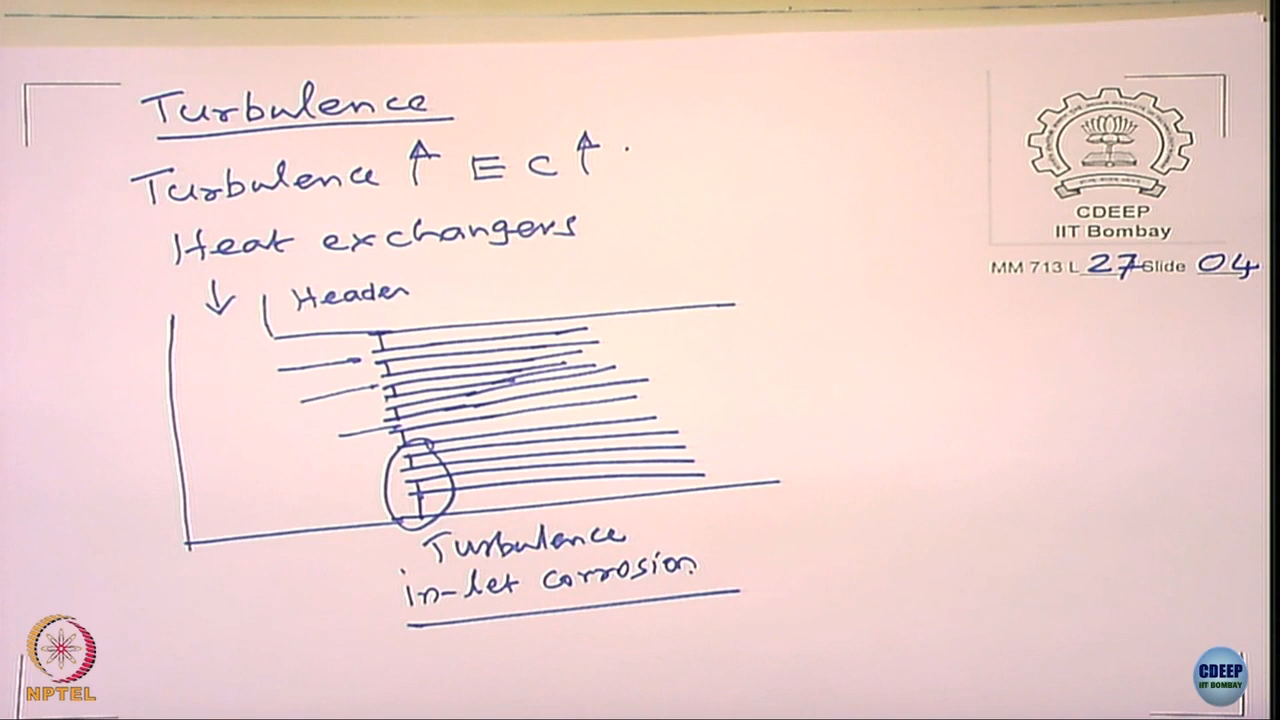 Turbulence
Turbulence ↑ E C ↑ .
Heat exchangers
↓ Header
Turbulence
in-let corrosion
CDEEP
IIT Bombay
MM 713 L 27 Slide 04
NPTEL
CDEEP
IIT BOMBAY